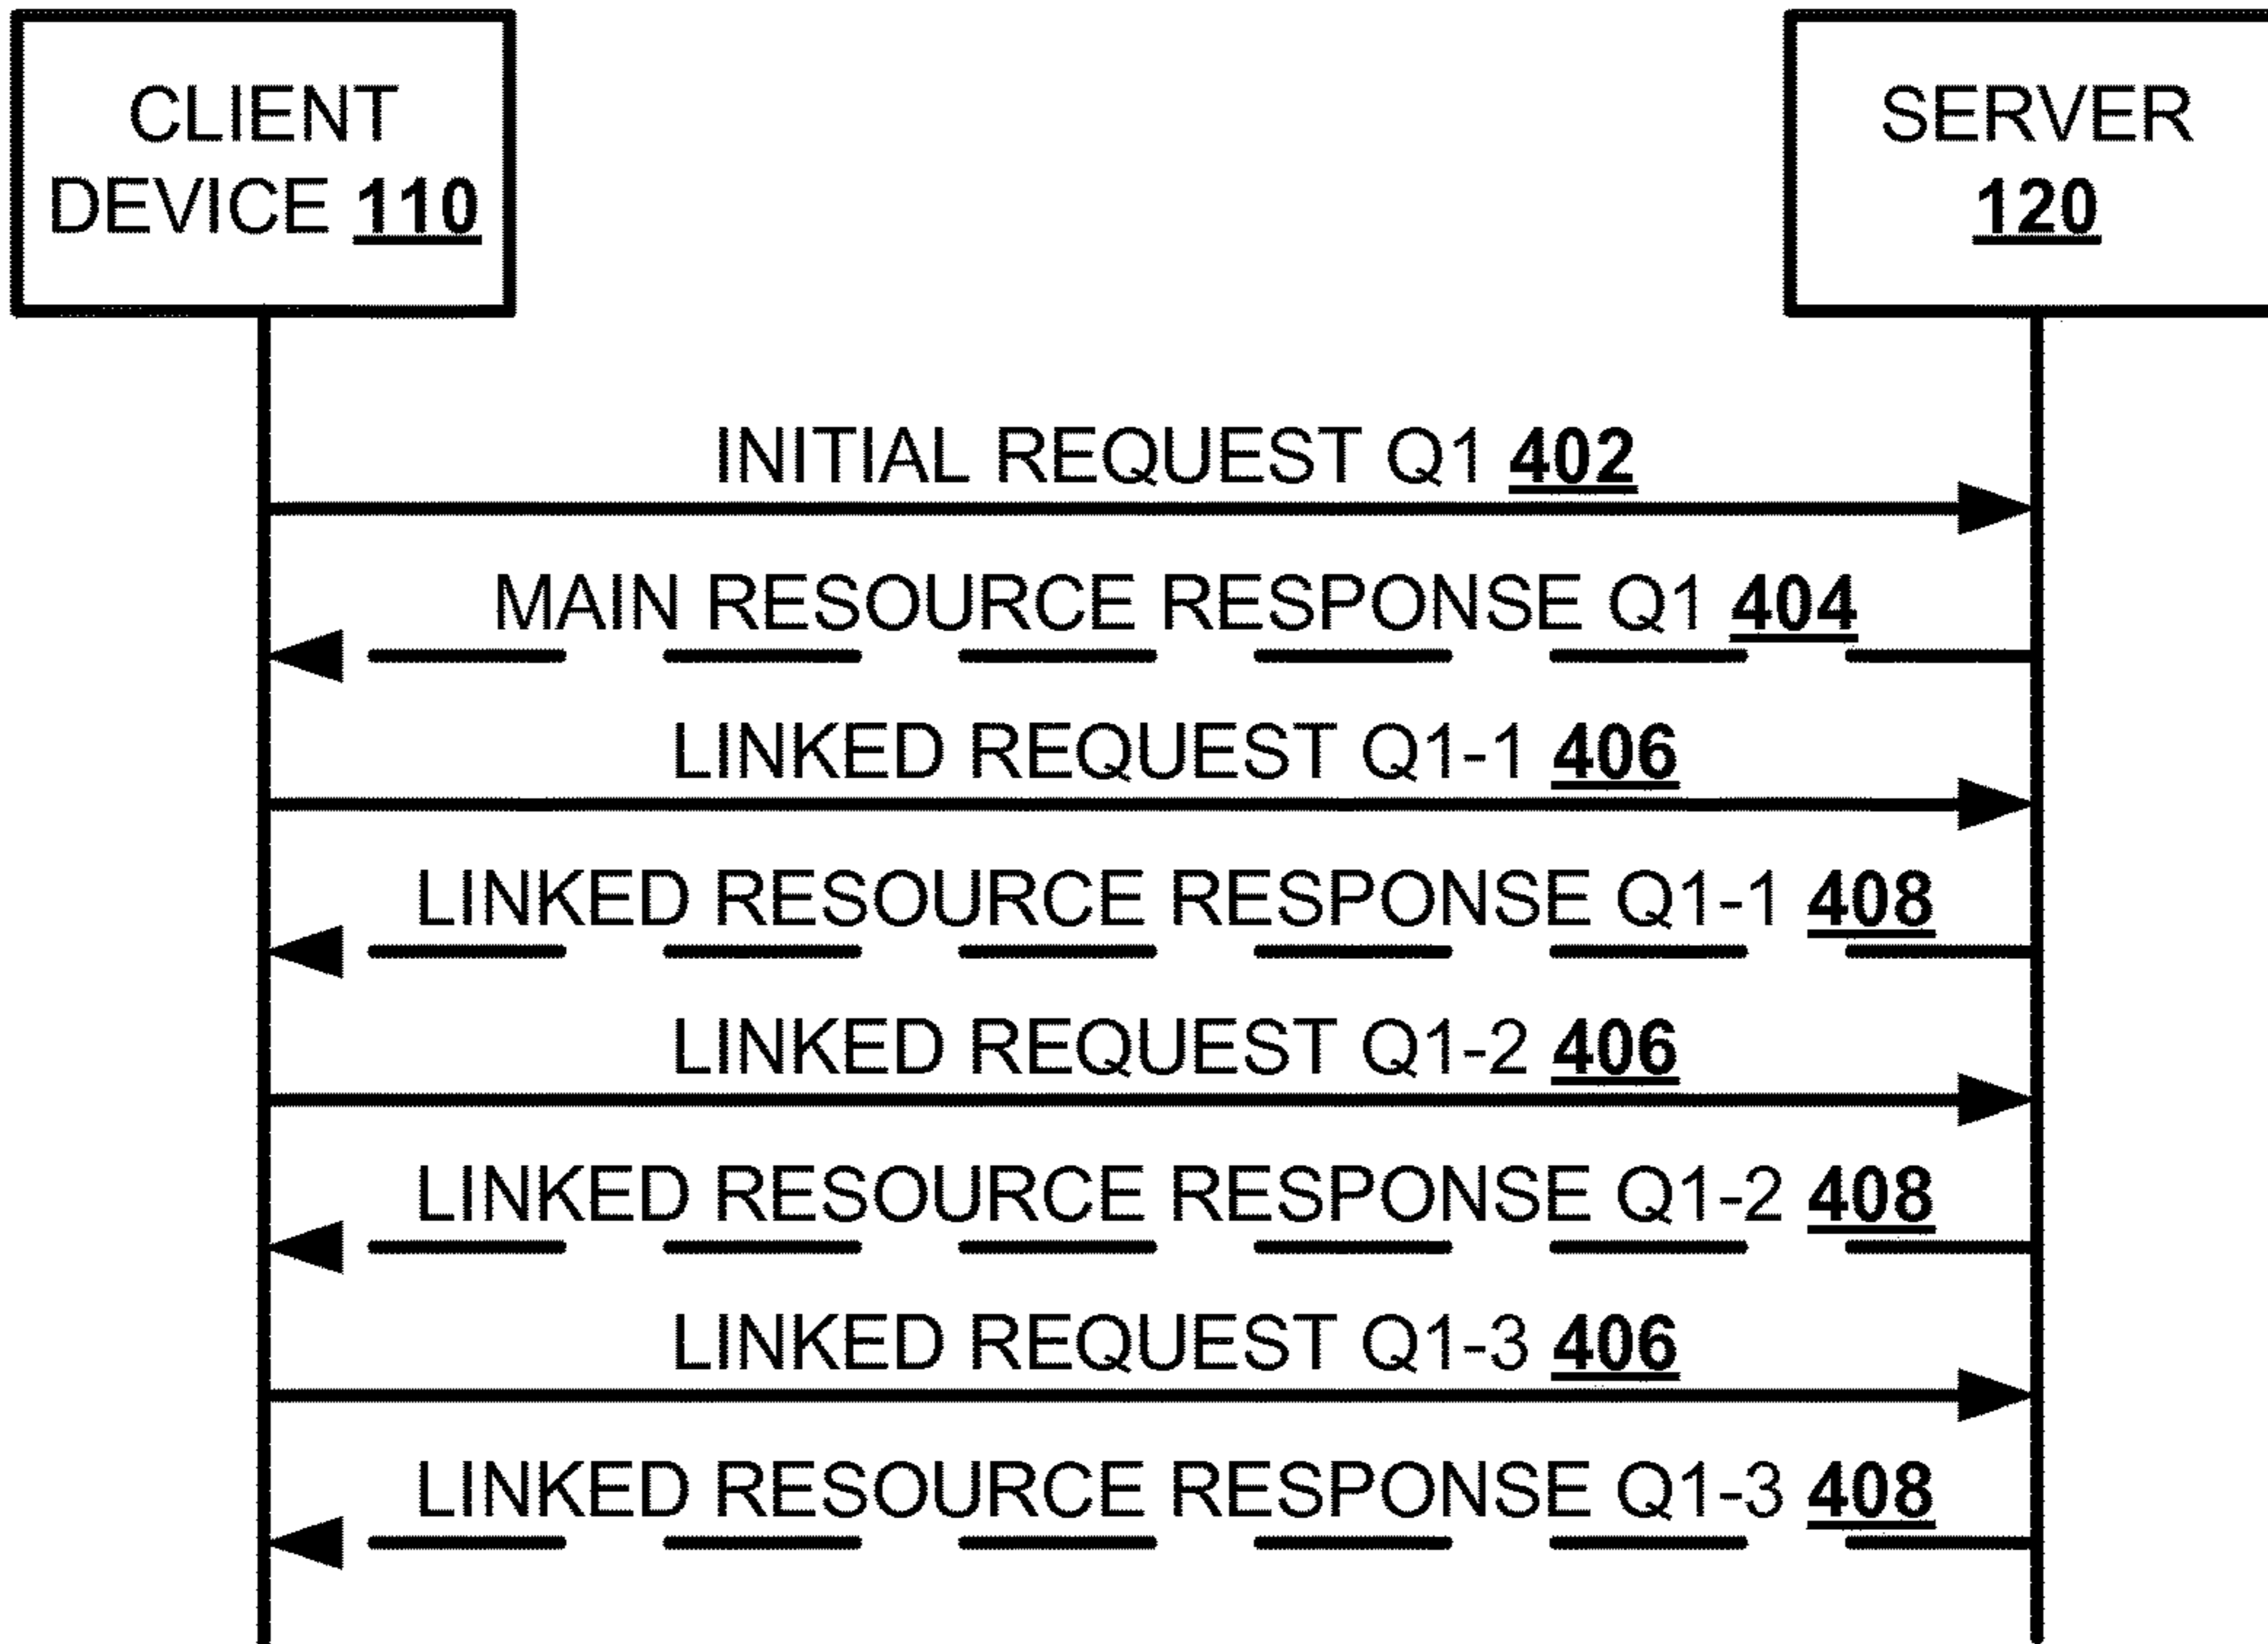 CLIENT
DEVICE 110
SERVER
120
INITIAL REQUEST Q1 402
MAIN RESOURCE RESPONSE Q1 404
LINKED REQUEST Q1-1 406
LINKED RESOURCE RESPONSE Q1-1 408
LINKED REQUEST Q1-2 406
LINKED RESOURCE RESPONSE Q1-2 408
LINKED REQUEST Q1-3 406
LINKED RESOURCE RESPONSE Q1-3 408